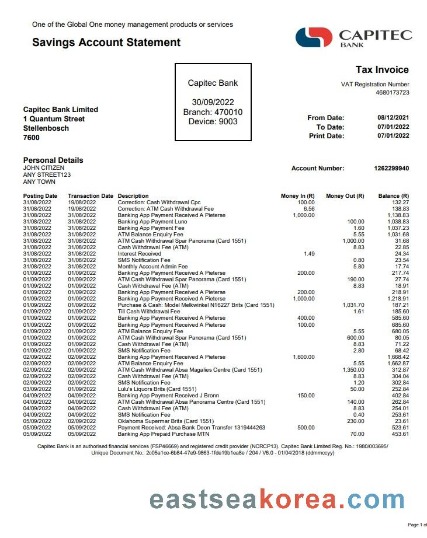 One of the Global One money management products or services
Savings Account Statement
CAPITEC
BANK
Capitec Bank
30/09/2022
Branch: 470010
Device: 9003
Tax Invoice
VAT Registration Number
4680173723
Capitec Bank Limited
1 Quantum Street
Stellenbosch
7600
From Date: 08/12/2021
To Date: 07/01/2022
Print Date: 07/01/2022
Personal Details
JOHN CITIZEN
ANY STREET123
ANY TOWN
Account Number: 1262299940
Posting Date Transaction Date Description Money In (R) Money Out (R) Balance (R)
31/08/2022 19/08/2022 Correction: Cash Withdrawal Cpc 100.00 132.27
31/08/2022 19/08/2022 Correction: ATM Cash Withdrawal Fee 6.56 138.83
31/08/2022 31/08/2022 Banking App Payment Received A Pieterse 1,000.00 1,138.83
31/08/2022 31/08/2022 Banking App Payment Luno 100.00 1,038.83
31/08/2022 31/08/2022 Banking App Payment Fee 1.60 1,037.23
31/08/2022 31/08/2022 ATM Balance Enquiry Fee 5.55 1,031.68
31/08/2022 31/08/2022 ATM Cash Withdrawal Spar Panorama (Card 1551) 1,000.00 31.68
31/08/2022 31/08/2022 Cash Withdrawal Fee (ATM) 8.83 22.85
31/08/2022 31/08/2022 Interest Received 1.49 24.34
31/08/2022 31/08/2022 SMS Notification Fee 0.80 23.54
31/08/2022 31/08/2022 Monthly Account Admin Fee 5.80 17.74
01/09/2022 01/09/2022 Banking App Payment Received A Pieterse 200.00 217.74
01/09/2022 01/09/2022 ATM Cash Withdrawal Spar Panorama (Card 1551) 190.00 27.74
01/09/2022 01/09/2022 Cash Withdrawal Fee (ATM) 8.83 18.91
01/09/2022 01/09/2022 Banking App Payment Received A Pieterse 200.00 218.91
01/09/2022 01/09/2022 Banking App Payment Received A Pieterse 1,000.00 1,218.91
01/09/2022 01/09/2022 Purchase & Cash: Model Melkwinkel N16227 Brits (Card 1551) 1,031.70 187.21
01/09/2022 01/09/2022 Till Cash Withdrawal Fee 1.61 185.60
01/09/2022 01/09/2022 Banking App Payment Received A Pieterse 400.00 585.60
01/09/2022 01/09/2022 Banking App Payment Received A Pieterse 100.00 685.60
01/09/2022 01/09/2022 ATM Balance Enquiry Fee 5.55 680.05
01/09/2022 01/09/2022 ATM Cash Withdrawal Spar Panorama (Card 1551) 600.00 80.05
01/09/2022 01/09/2022 Cash Withdrawal Fee (ATM) 8.83 71.22
01/09/2022 01/09/2022 SMS Notification Fee 2.80 68.42
02/09/2022 02/09/2022 Banking App Payment Received A Pieterse 1,600.00 1,668.42
02/09/2022 02/09/2022 ATM Balance Enquiry Fee 5.55 1,662.87
02/09/2022 02/09/2022 ATM Cash Withdrawal Absa Magalies Centre (Card 1551) 1,350.00 312.87
02/09/2022 02/09/2022 Cash Withdrawal Fee (ATM) 8.83 304.04
02/09/2022 02/09/2022 SMS Notification Fee 1.20 302.84
04/09/2022 02/09/2022 Lulu's Liquors Brits (Card 1551) 50.00 252.84
04/09/2022 04/09/2022 Banking App Payment Received J Bronn 150.00 402.84
04/09/2022 04/09/2022 ATM Cash Withdrawal Absa Panorama Centre (Card 1551) 140.00 262.84
04/09/2022 04/09/2022 Cash Withdrawal Fee (ATM) 8.83 254.01
04/09/2022 04/09/2022 SMS Notification Fee 0.40 253.61
05/09/2022 02/09/2022 Oklahoma Supermar Brits (Card 1551) 230.00 23.61
05/09/2022 05/09/2022 Payment Received: Absa Bank Deon Transfer 1319444263 500.00 523.61
05/09/2022 05/09/2022 Banking App Prepaid Purchase MTN 70.00 453.61
Capitec Bank is an authorised financial services (FSP46669) and registered credit provider (NCRCP13). Capitec Bank Limited Reg. No.: 1980/003695/
Unique Document No.: / 204 / V6.0 - 01/04/2018 (ddmmccyy)
eastseakorea.com
Page 1 of